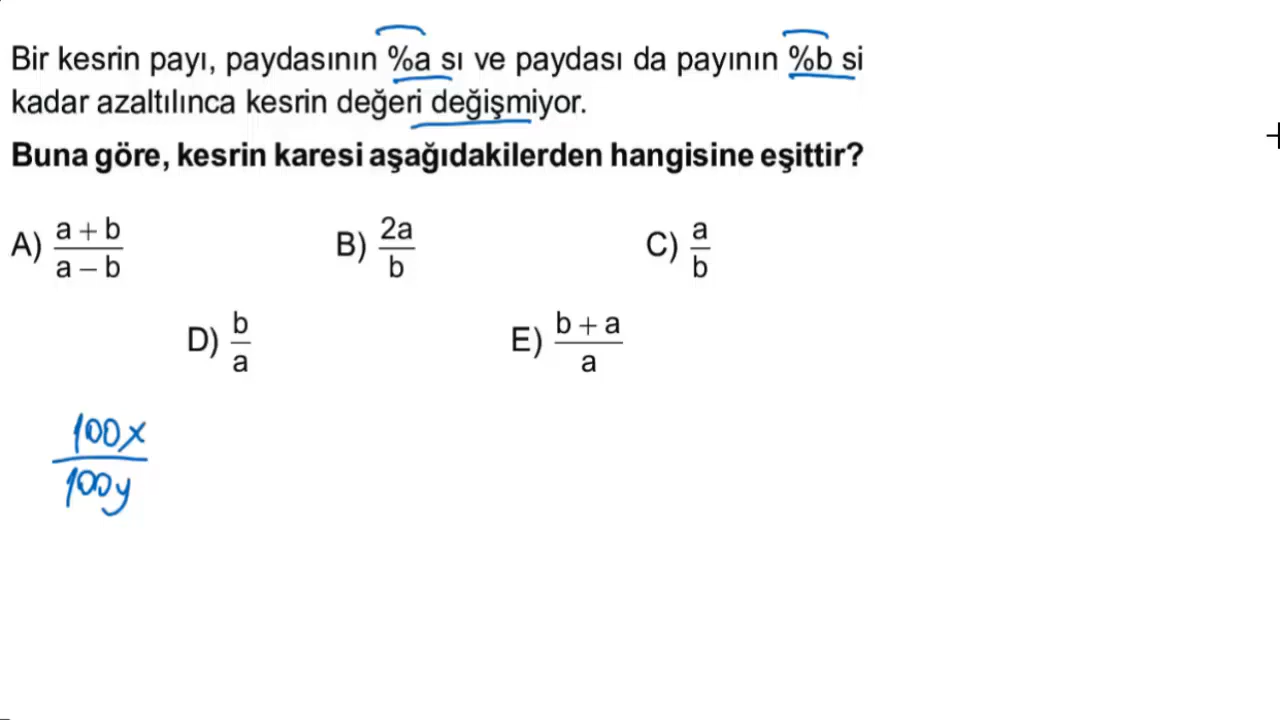 Bir kesrin payı, paydasının %a sı ve paydası da payının %b si
kadar azaltılınca kesrin değeri değişmiyor.
Buna göre, kesrin karesi aşağıdakilerden hangisine eşittir?
A) a + b / a – b B) 2a / b C) a / b
D) b / a E) b + a / a
100x
100y